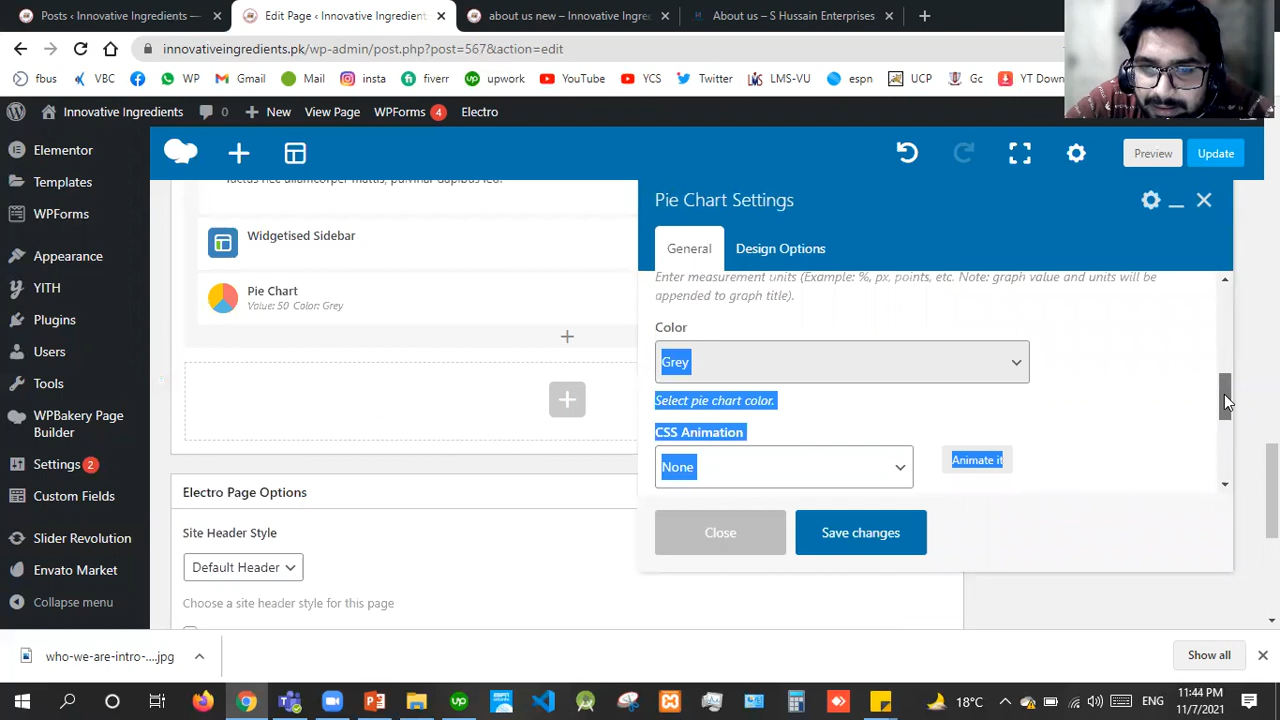 Posts ‹ Innovative Ingredients —
Edit Page ‹ Innovative Ingredient
about us new – Innovative Ingre
About us – S Hussain Enterprises
innovativeingredients.pk/wp-admin/post.php?post=567&action=edit
fbus
VBC
WP
Gmail
Mail
insta
fiverr
upwork
YouTube
YCS
Twitter
LMS-VU
espn
UCP
Gc
YT Down
Innovative Ingredients
0
New
View Page
WPForms 4
Electro
Elementor
Templates
WPForms
Appearance
YITH
Plugins
Users
Tools
WPBakery Page
Builder
Settings 2
Custom Fields
Slider Revolution
Envato Market
Collapse menu
Preview
Update
luctus nec ullamcorper mattis, pulvinar dapibus leo.
Widgetised Sidebar
Pie Chart
Value: 50 Color: Grey
Electro Page Options
Site Header Style
Default Header
Choose a site header style for this page
Pie Chart Settings
General
Design Options
Enter measurement units (Example: %, px, points, etc. Note: graph value and units will be
appended to graph title).
Color
Grey
Select pie chart color.
CSS Animation
None
Animate it
Close
Save changes
who-we-are-intro-....jpg
Show all
18°C
ENG
11:44 PM
11/7/2021